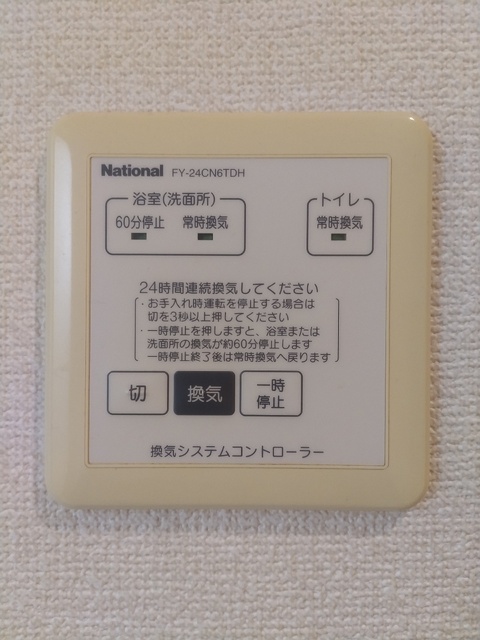 National FY-24CN6TDH
浴室(洗面所)
60分停止 常時換気
トイレ
常時換気
24時間連続換気してください
・お手入れ時運転を停止する場合は
切を3秒以上押してください
・一時停止を押しますと、浴室または
洗面所の換気が約60分停止します
一時停止終了後は常時換気へ戻ります
切
換気
一時
停止
換気システムコントローラー